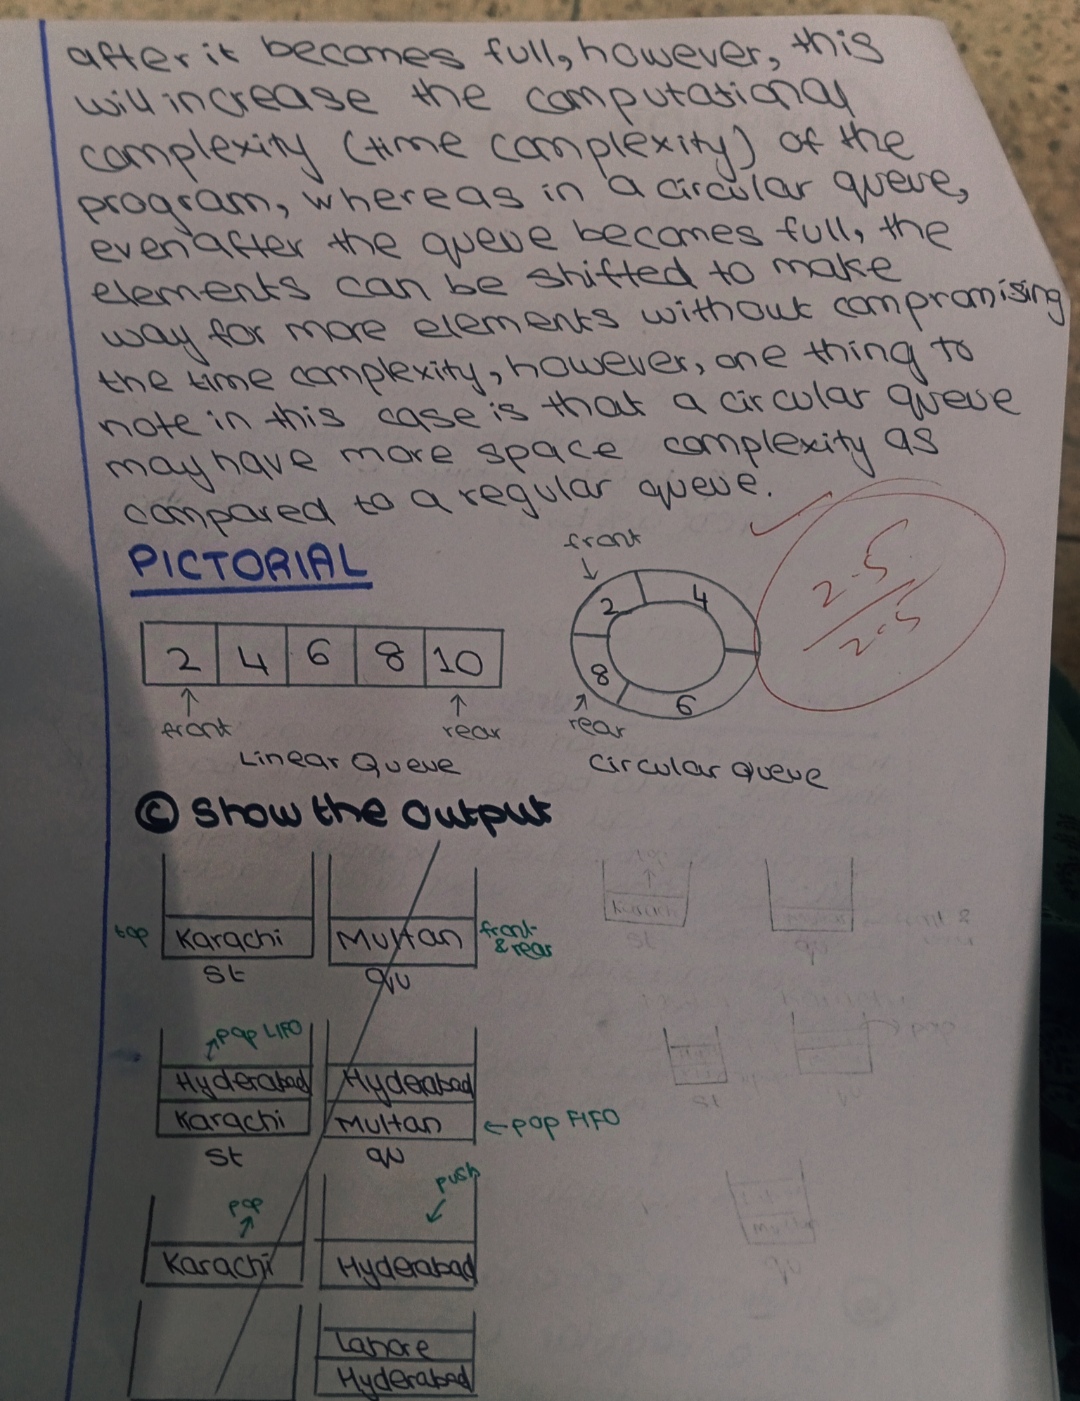 after it becomes full, however, this
will increase the computational
complexity (time complexity) of the
program, whereas in a circular queue,
even after the queue becomes full, the
elements can be shifted to make
way for more elements without compromising
the time complexity, however, one thing to
note in this case is that a circular queue
may have more space complexity as
compared to a regular queue.
PICTORIAL
front
2 4 6 8 10
front
rear
Linear Queue
2 4
8 6
rear
Circular queue
2.5
2.5
© Show the output
top Karachi
st
Multan front & rear
qu
pop LIFO
Hyderabad
Karachi
st
Hyderabad
Multan ← pop FIFO
qu
pop
Karachi
push
Hyderabad
Lahore
Hyderabad